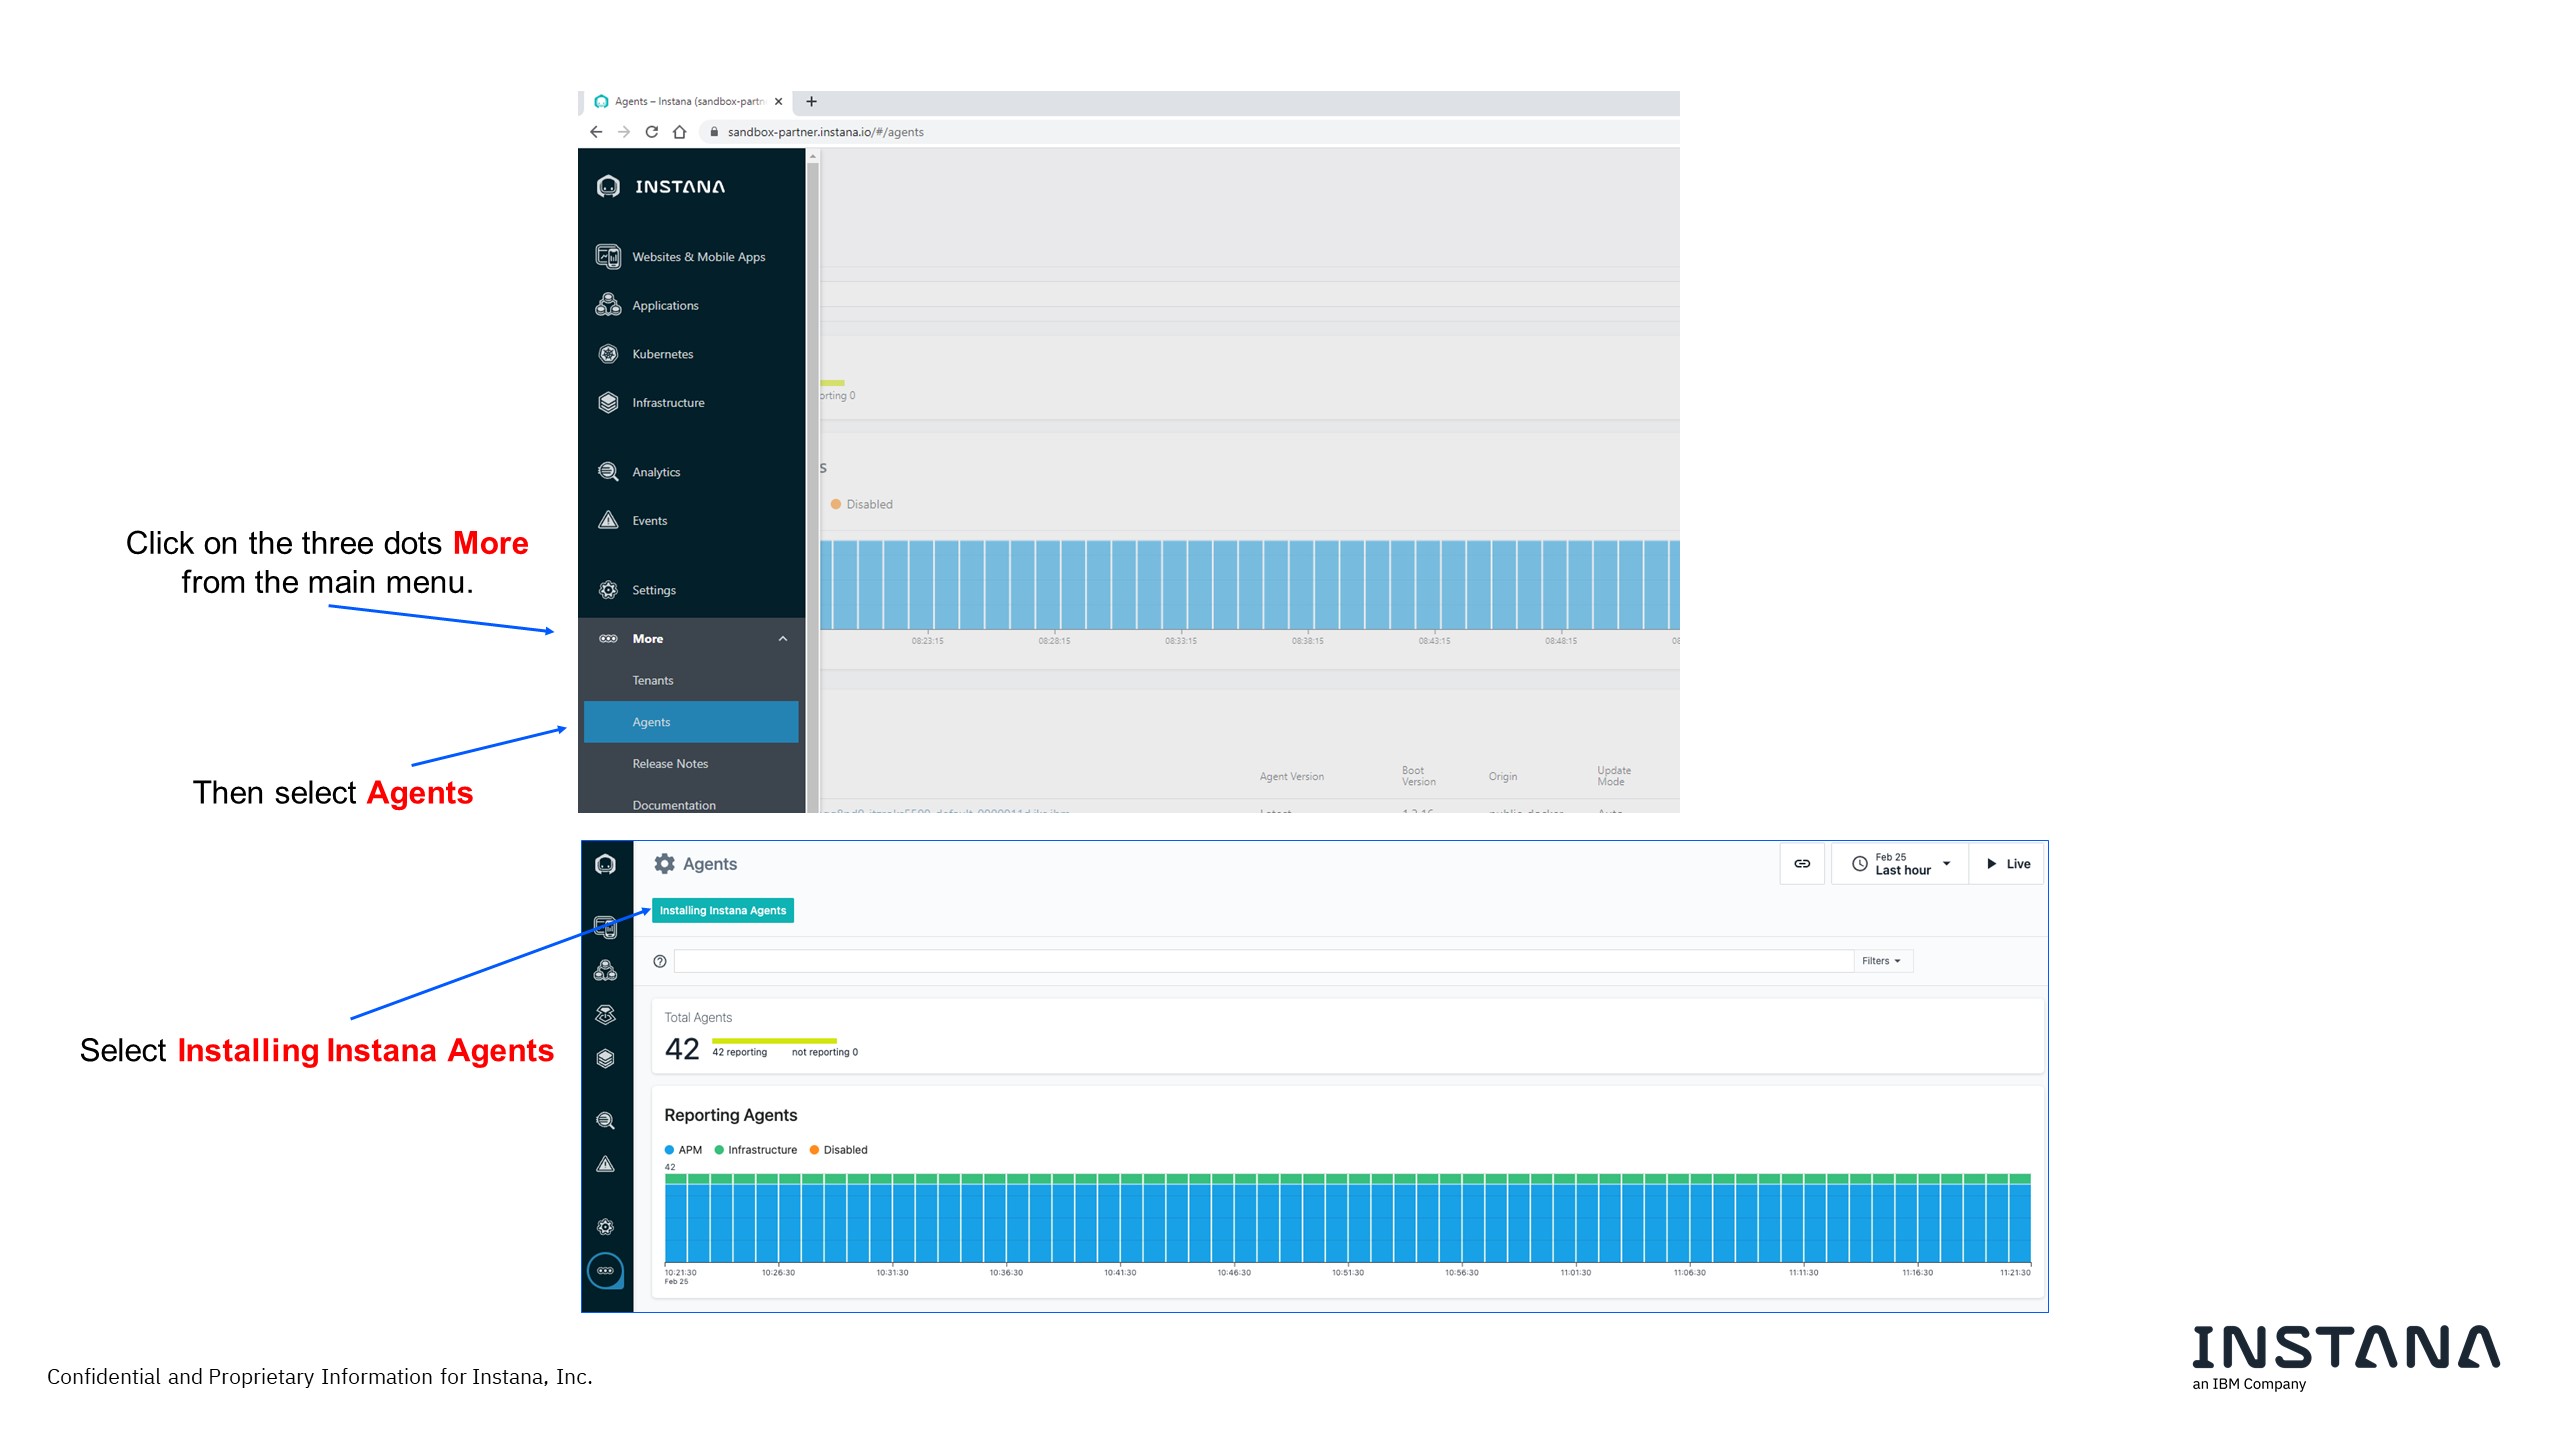 Agents – Instana (sandbox-partn
sandbox-partner.instana.io/#/agents
INSTANA
Websites & Mobile Apps
Applications
Kubernetes
Infrastructure
orting 0
Analytics
s
Disabled
Events
Settings
08:23:15 08:28:15 08:33:15 08:38:15 08:43:15 08:48:15 08
More
Tenants
Agents
Release Notes
Agent Version Boot Version Origin Update Mode
Documentation
Click on the three dots More
from the main menu.
Then select Agents
Agents
Feb 25
Last hour
Live
Installing Instana Agents
Filters
Total Agents
42 42 reporting not reporting 0
Select Installing Instana Agents
Reporting Agents
APM Infrastructure Disabled
42
10:21:30 10:26:30 10:31:30 10:36:30 10:41:30 10:46:30 10:51:30 10:56:30 11:01:30 11:06:30 11:11:30 11:16:30 11:21:30
Feb 25
Confidential and Proprietary Information for Instana, Inc.
INSTANA
an IBM Company